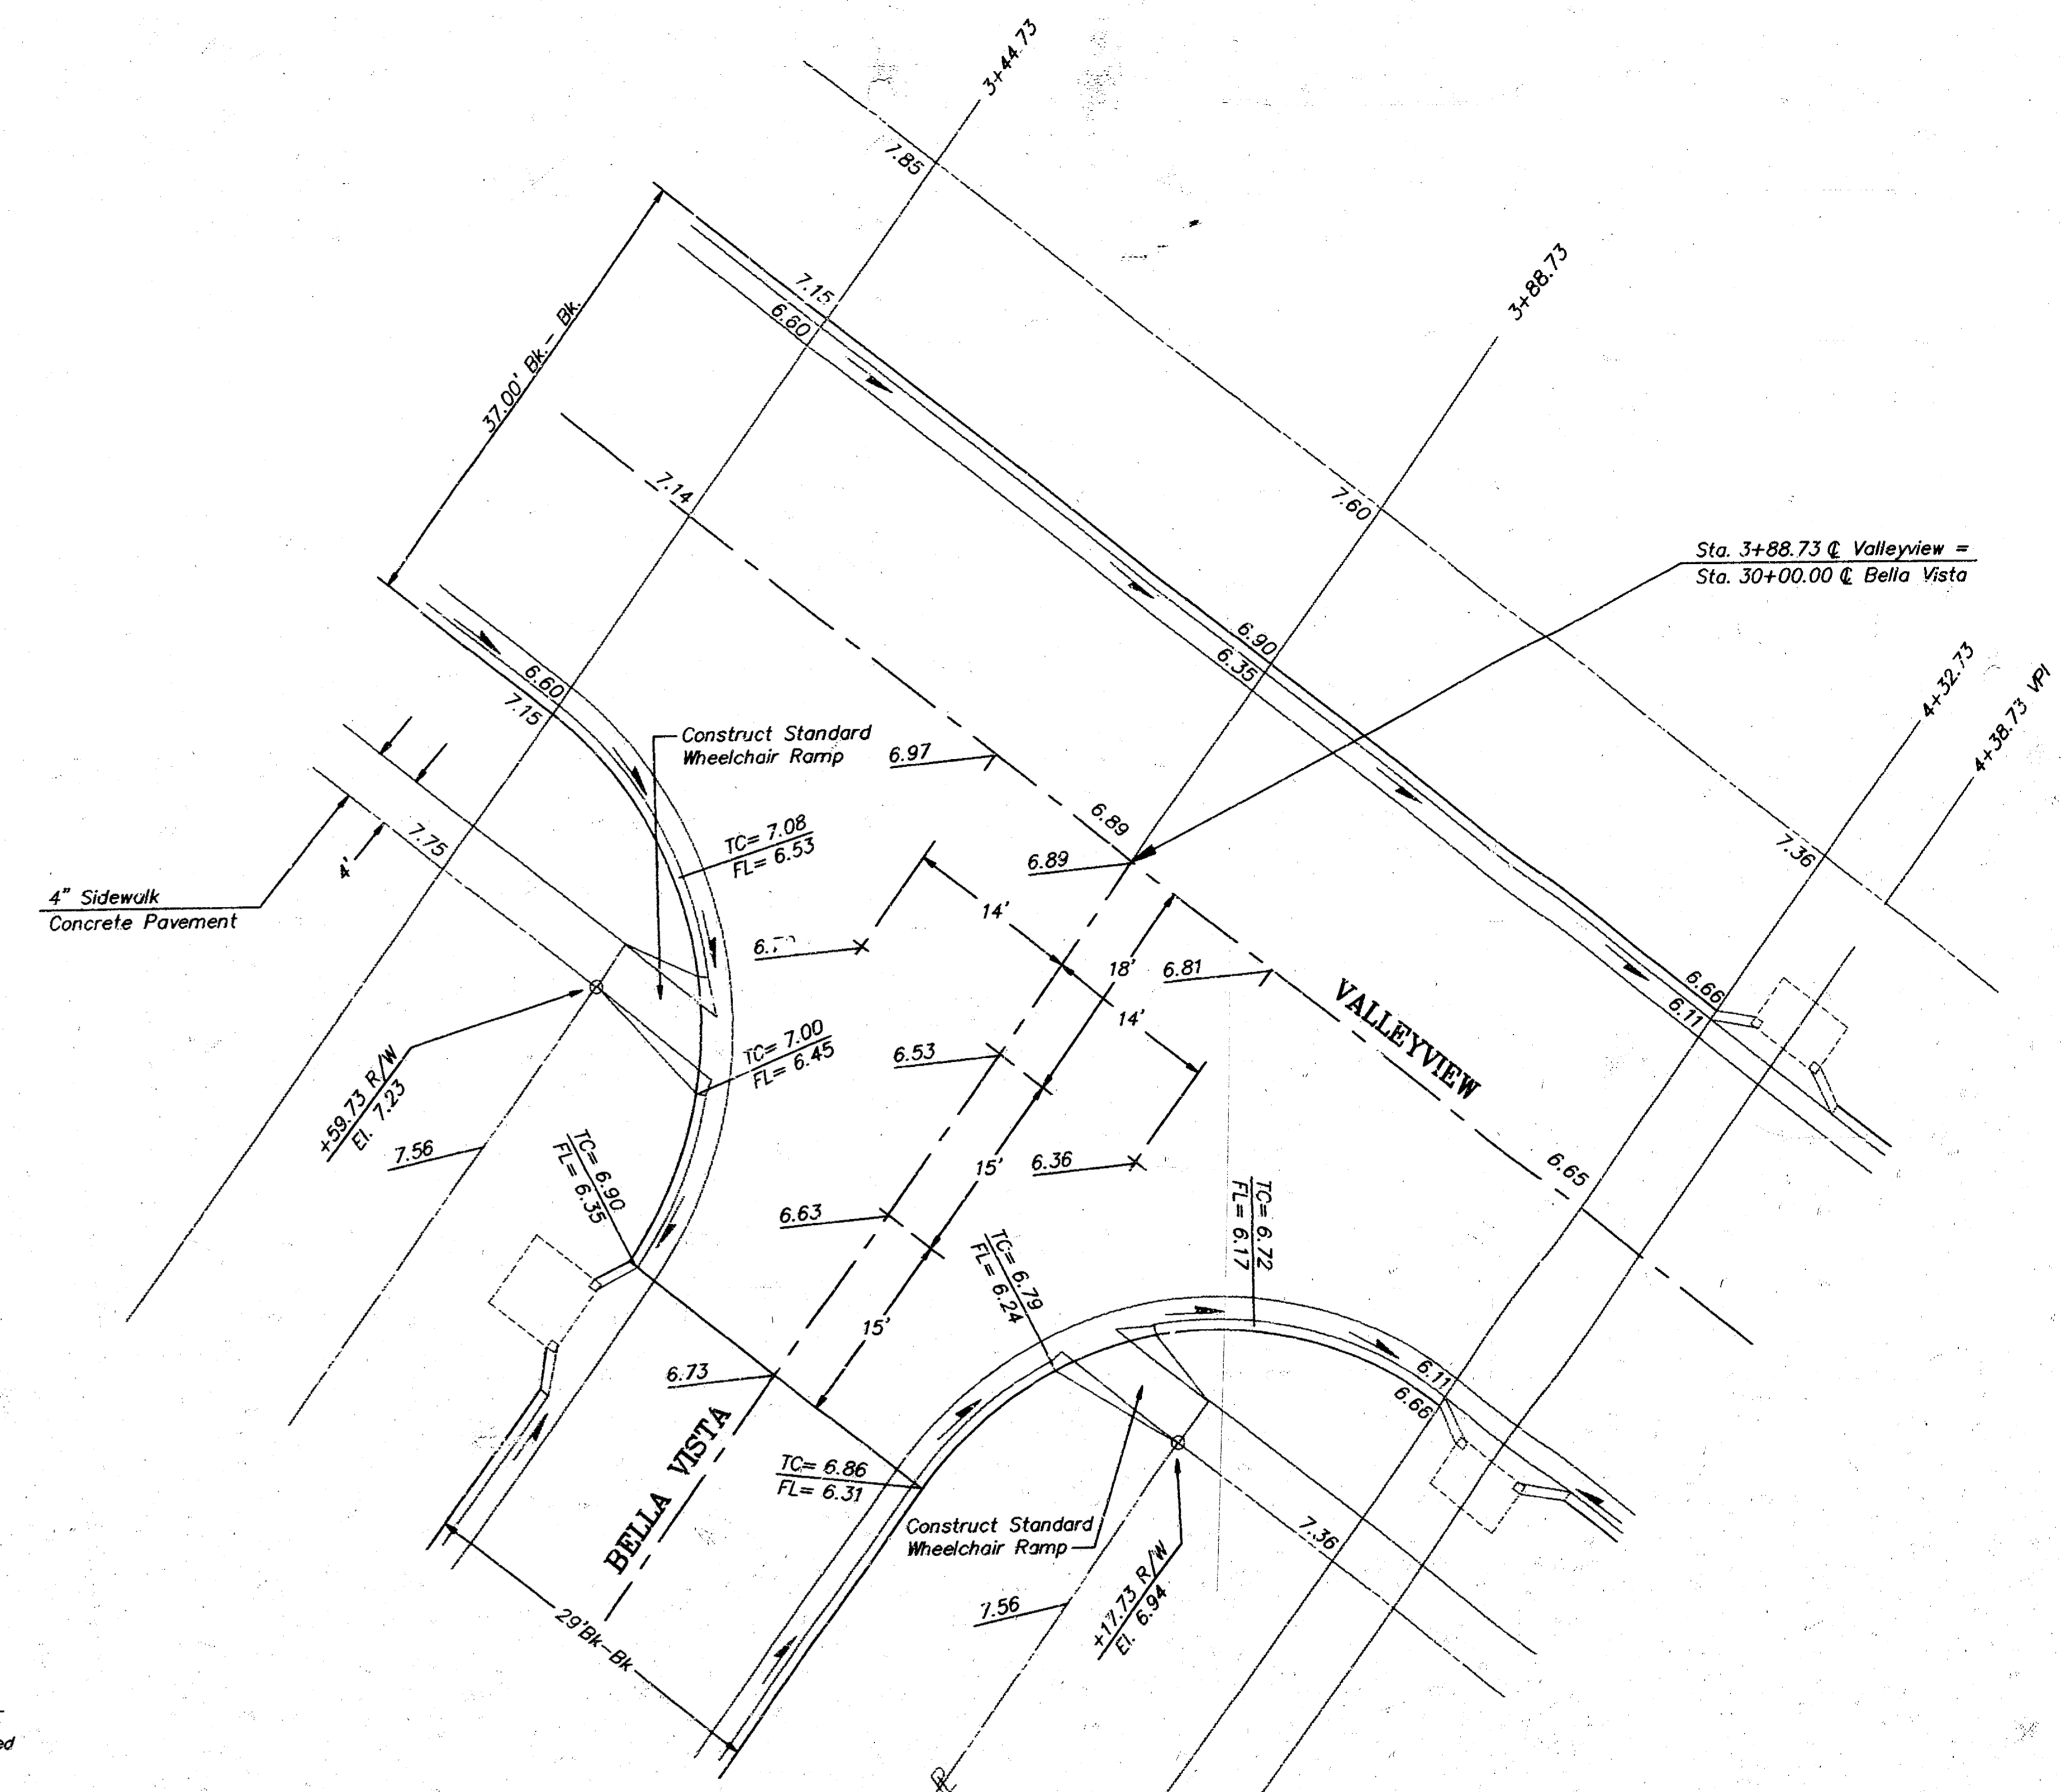 3+44.73
7.85
37.00' Bk.- Bk.
7.15
6.60
3+88.73
7.14
7.60
Sta. 3+88.73 ℄ Valleyview =
Sta. 30+00.00 ℄ Bella Vista
6.90
6.35
4+32.73
4+38.73 VPI
6.60
7.15
Construct Standard
Wheelchair Ramp
6.97
6.89
6.89
7.36
7.75
4'
TC= 7.08
FL= 6.53
4" Sidewalk
Concrete Pavement
14'
18'
6.81
14'
VALLEYVIEW
6.66
6.11
TC= 7.00
FL= 6.45
6.53
+59.73 R/W
El. 7.23
7.56
TC= 6.90
FL= 6.35
15'
6.36
6.65
6.63
TC= 6.72
FL= 6.17
TC= 6.79
FL= 6.24
15'
6.73
6.11
6.66
BELLA VISTA
TC= 6.86
FL= 6.31
Construct Standard
Wheelchair Ramp
7.36
7.56
+17.73 R/W
El. 6.94
29'Bk-Bk
ed